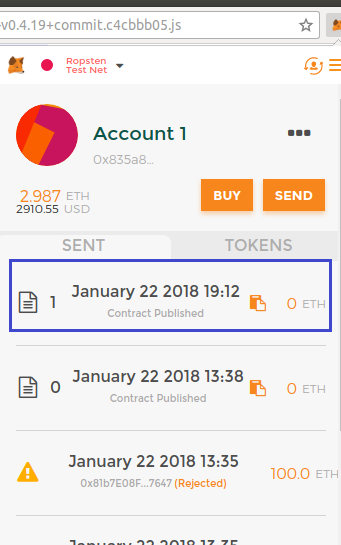 -v0.4.19+commit.c4cbbb05.js
Ropsten
Test Net
Account 1
0x835a8...
2.987 ETH
2910.55 USD
BUY
SEND
SENT
TOKENS
1
January 22 2018 19:12
Contract Published
0 ETH
0
January 22 2018 13:38
Contract Published
0 ETH
January 22 2018 13:35
0x81b7E08F...7647 (Rejected)
100.0 ETH
January 22 2018 13:35